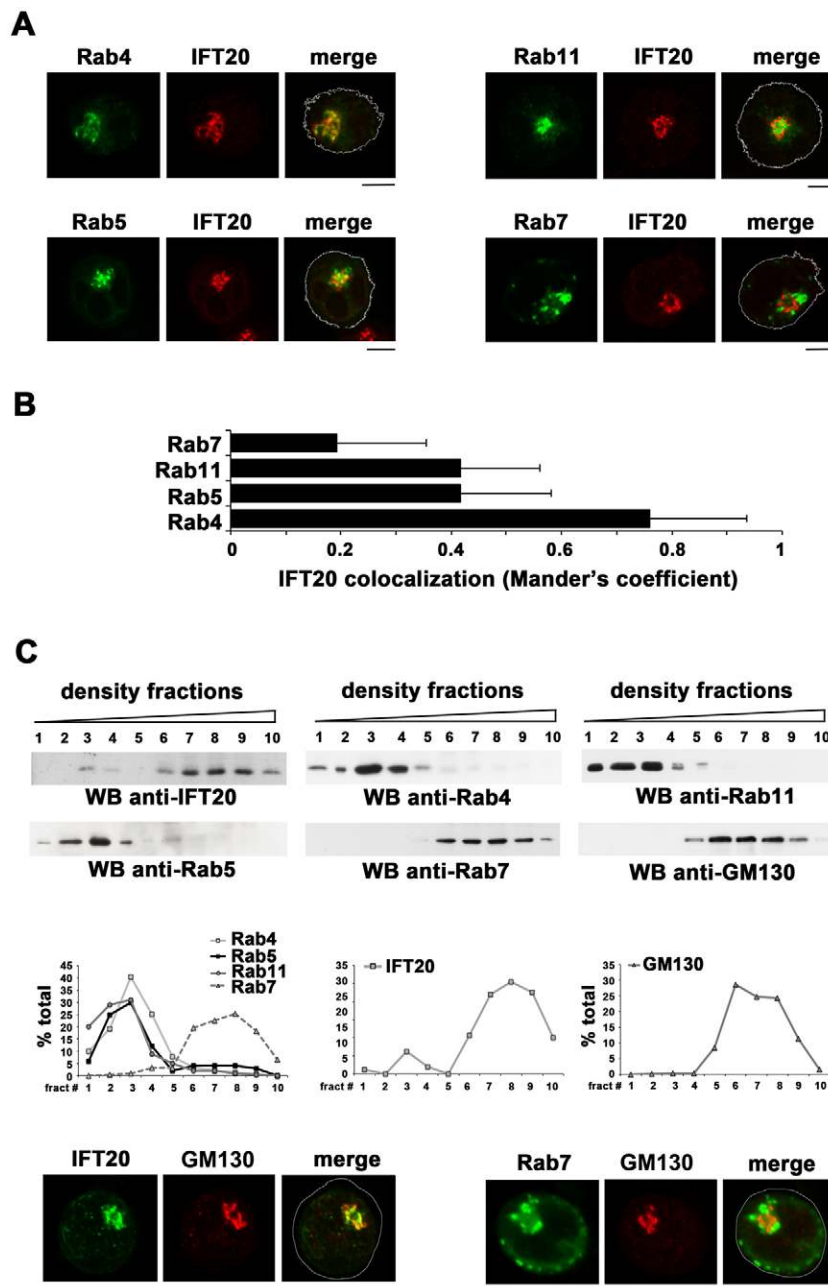 A
Rab4 IFT20 merge
Rab11 IFT20 merge
Rab5 IFT20 merge
Rab7 IFT20 merge
B
Rab7
Rab11
Rab5
Rab4
0 0.2 0.4 0.6 0.8 1
IFT20 colocalization (Mander's coefficient)
C
density fractions density fractions density fractions
1 2 3 4 5 6 7 8 9 10 1 2 3 4 5 6 7 8 9 10 1 2 3 4 5 6 7 8 9 10
WB anti-IFT20 WB anti-Rab4 WB anti-Rab11
WB anti-Rab5 WB anti-Rab7 WB anti-GM130
Rab4
Rab5
Rab11
Rab7
% total
45
40
35
30
25
20
15
10
5
0
fract # 1 2 3 4 5 6 7 8 9 10
IFT20
% total
35
30
25
20
15
10
5
0
fract # 1 2 3 4 5 6 7 8 9 10
GM130
% total
35
30
25
20
15
10
5
0
fract # 1 2 3 4 5 6 7 8 9 10
IFT20 GM130 merge
Rab7 GM130 merge